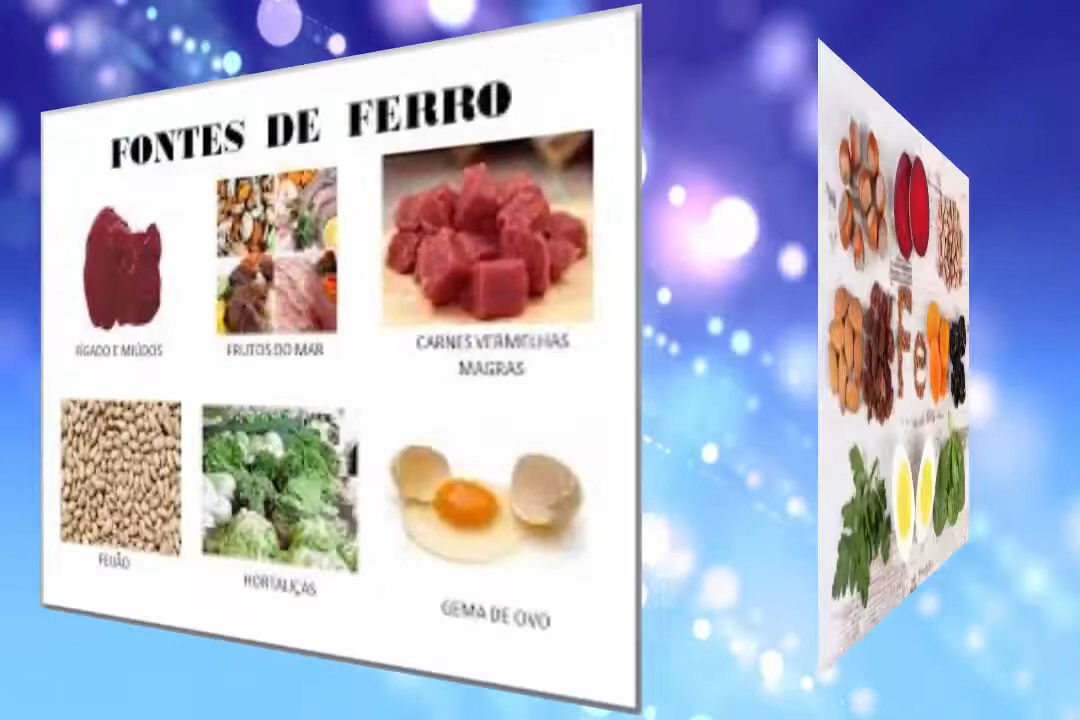 FONTES DE FERRO
FÍGADO E MIÚDOS
FRUTOS DO MAR
CARNES VERMELHAS
MAGRAS
FEIJÃO
HORTALIÇAS
GEMA DE OVO
Fe